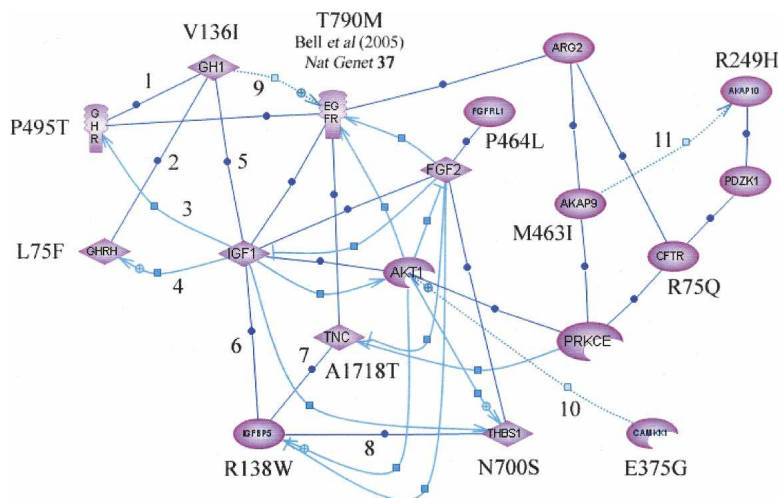 T790M
V136I
Bell et al (2005)
Nat Genet 37
ARG2
R249H
GH1
1
9
EG
FR
AKAP10
G
H
R
P495T
FGFRL1
P464L
2
5
11
FGF2
PDZK1
3
AKAP9
M463I
L75F
GHRH
IGF1
AKT1
CFTR
R75Q
4
6
7
TNC
PRKCE
A1718T
10
IGFBP5
8
THBS1
CAMKK1
R138W
N700S
E375G